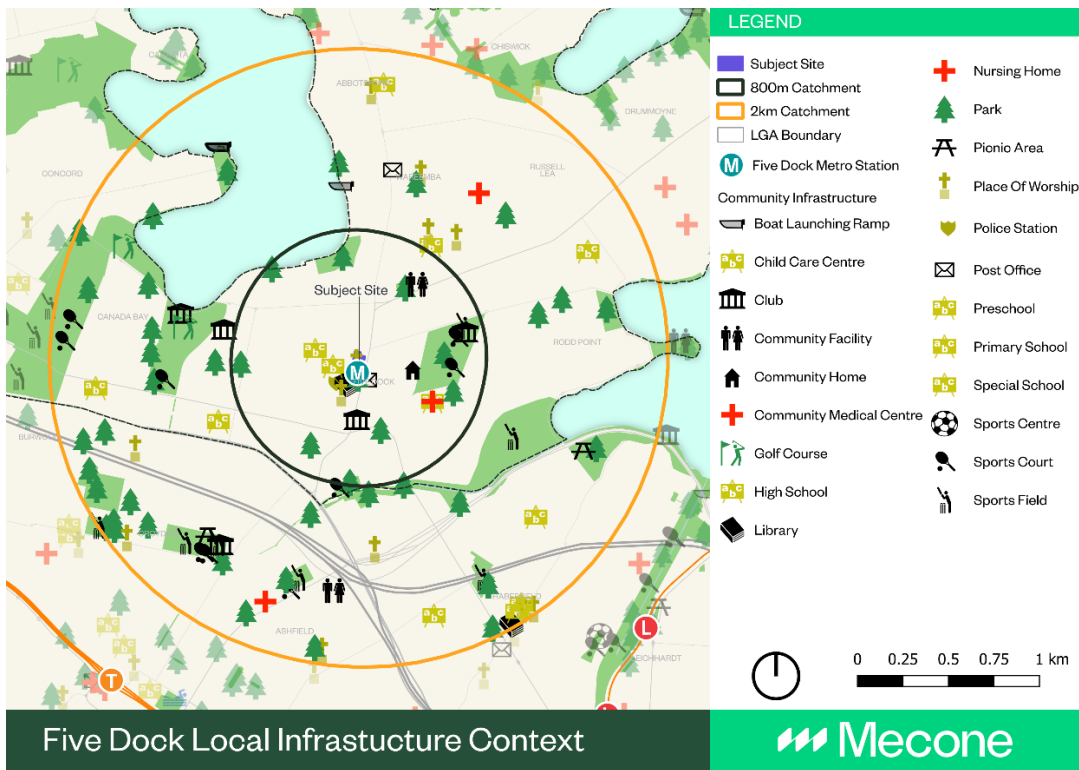 LEGEND
Subject Site
800m Catchment
2km Catchment
LGA Boundary
M Five Dock Metro Station
Community Infrastructure
Boat Launching Ramp
Child Care Centre
Club
Community Facility
Community Home
Community Medical Centre
Golf Course
High School
Library
Nursing Home
Park
Pionic Area
Place Of Worship
Police Station
Post Office
Preschool
Primary School
Special School
Sports Centre
Sports Court
Sports Field
0 0.25 0.5 0.75 1 km
CHISWICK
DRUMMOYNE
CONCORD
RUSSELL
LEA
Subject Site
CANADA BAY
RODD POINT
M
ASHFIELD
T
L
Five Dock Local Infrastucture Context
Mecone